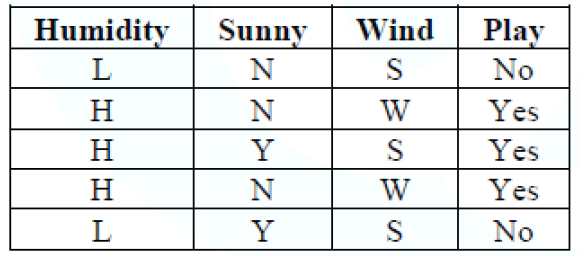 Humidity Sunny Wind Play
L N S No
H N W Yes
H Y S Yes
H N W Yes
L Y S No